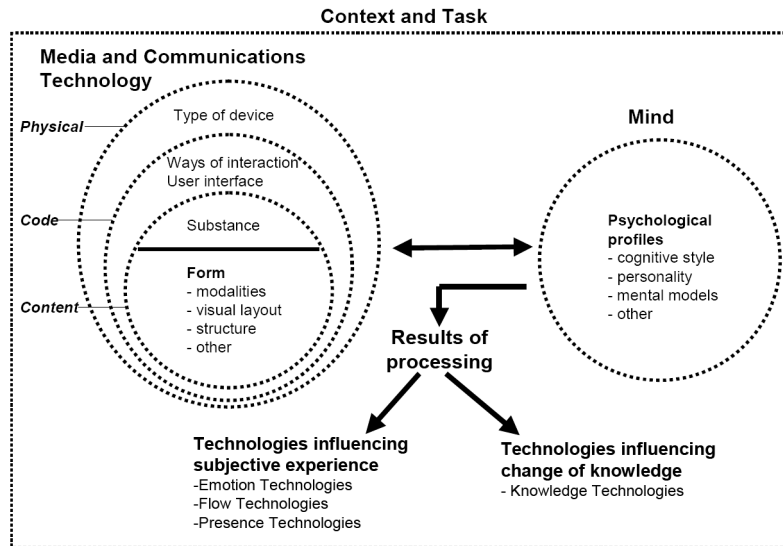 Context and Task
Media and Communications
Technology
Physical
Type of device
Ways of interaction
User interface
Code
Substance
Form
- modalities
- visual layout
- structure
- other
Content
Mind
Psychological
profiles
- cognitive style
- personality
- mental models
- other
Results of
processing
Technologies influencing
subjective experience
-Emotion Technologies
-Flow Technologies
-Presence Technologies
Technologies influencing
change of knowledge
- Knowledge Technologies